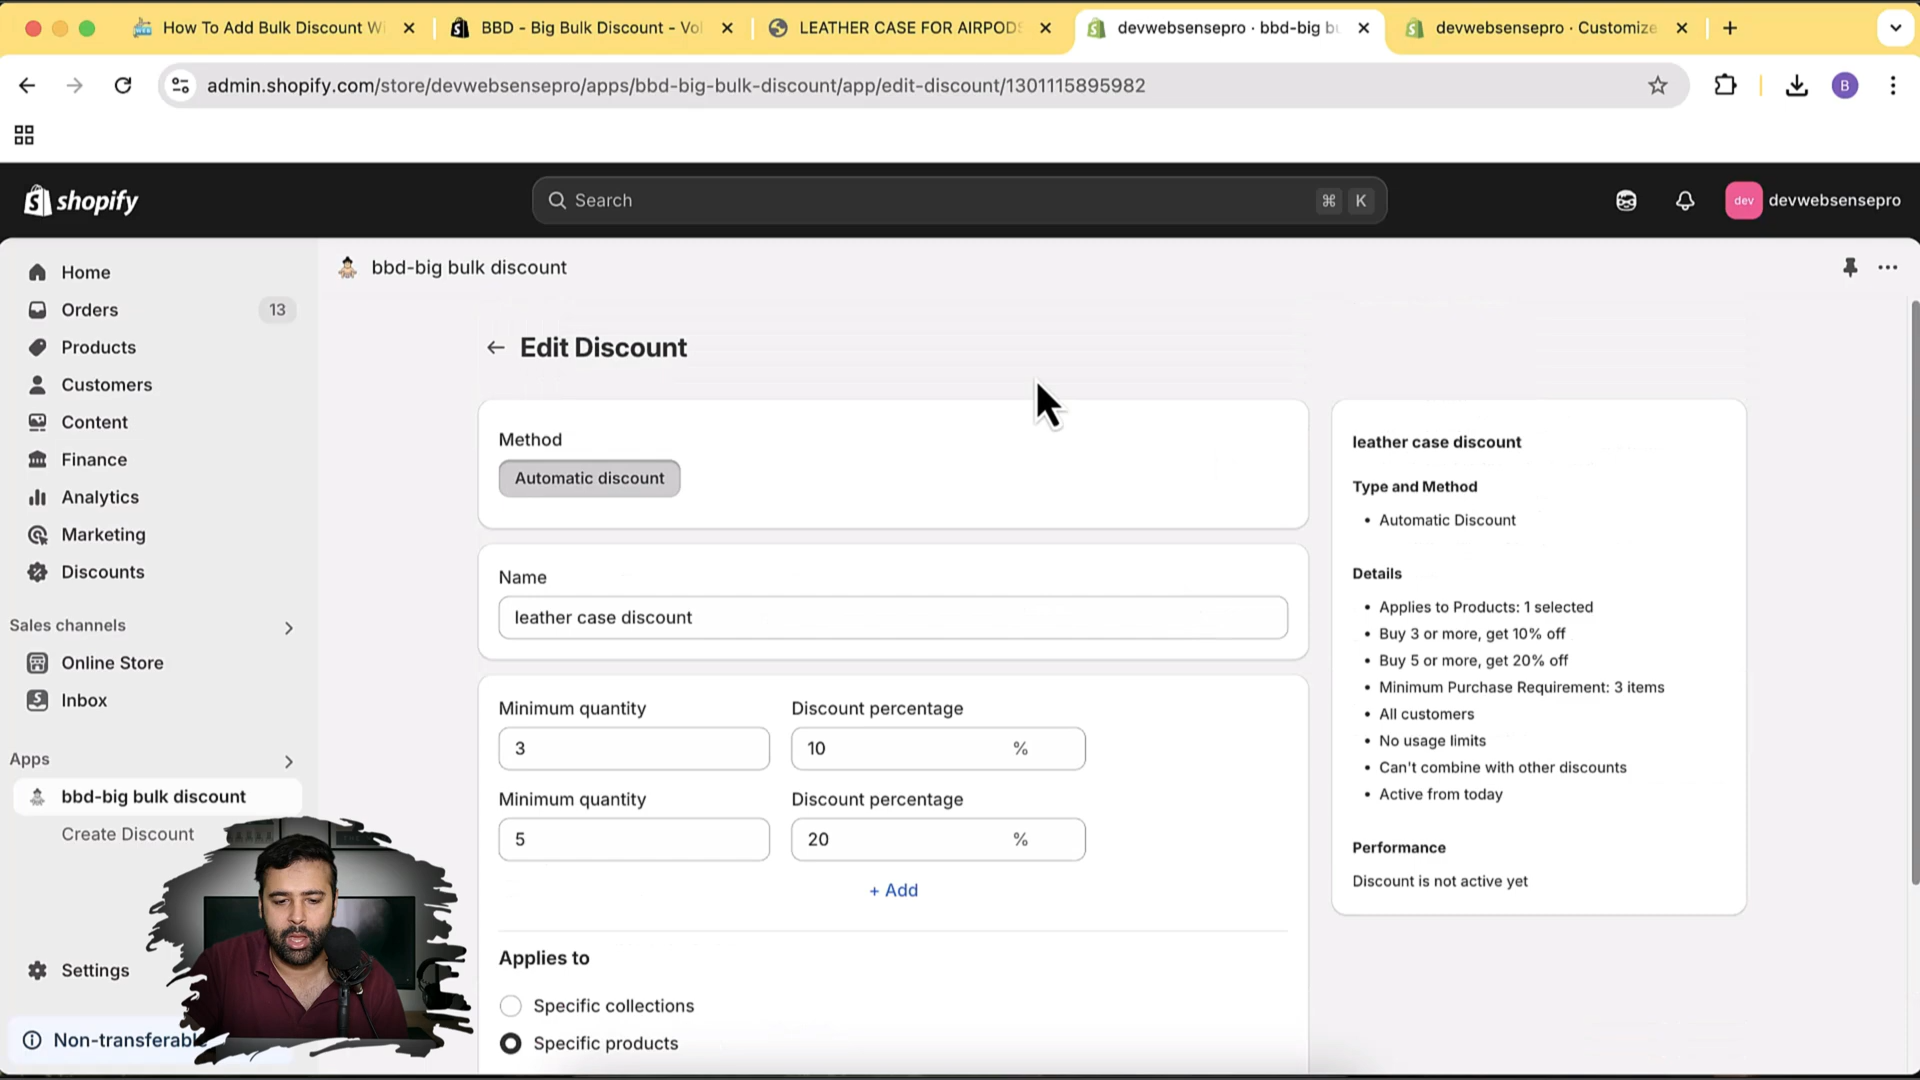 How To Add Bulk Discount Wi
BBD - Big Bulk Discount - Vol
LEATHER CASE FOR AIRPODS
devwebsensepro · bbd-big bu
devwebsensepro · Customize
admin.shopify.com/store/devwebsensepro/apps/bbd-big-bulk-discount/app/edit-discount/1301115895982
B
shopify
Search
⌘ K
dev
devwebsensepro
Home
Orders 13
Products
Customers
Content
Finance
Analytics
Marketing
Discounts
Sales channels
Online Store
Inbox
Apps
bbd-big bulk discount
Create Discount
Settings
Non-transferable
bbd-big bulk discount
Edit Discount
Method
Automatic discount
Name
leather case discount
Minimum quantity Discount percentage
3 10 %
Minimum quantity Discount percentage
5 20 %
+ Add
Applies to
Specific collections
Specific products
leather case discount
Type and Method
• Automatic Discount
Details
• Applies to Products: 1 selected
• Buy 3 or more, get 10% off
• Buy 5 or more, get 20% off
• Minimum Purchase Requirement: 3 items
• All customers
• No usage limits
• Can't combine with other discounts
• Active from today
Performance
Discount is not active yet